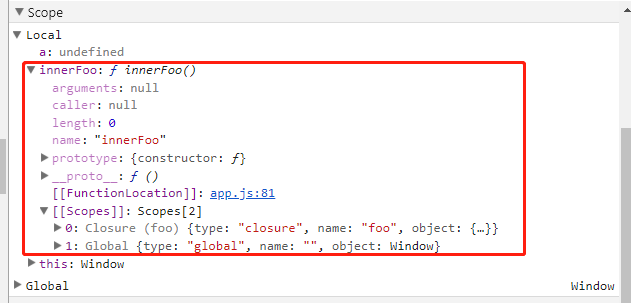 Scope
Local
a: undefined
innerFoo: ƒ innerFoo()
arguments: null
caller: null
length: 0
name: "innerFoo"
prototype: {constructor: ƒ}
__proto__: ƒ ()
[[FunctionLocation]]: app.js:81
[[Scopes]]: Scopes[2]
0: Closure (foo) {type: "closure", name: "foo", object: {…}}
1: Global {type: "global", name: "", object: Window}
this: Window
Global Window